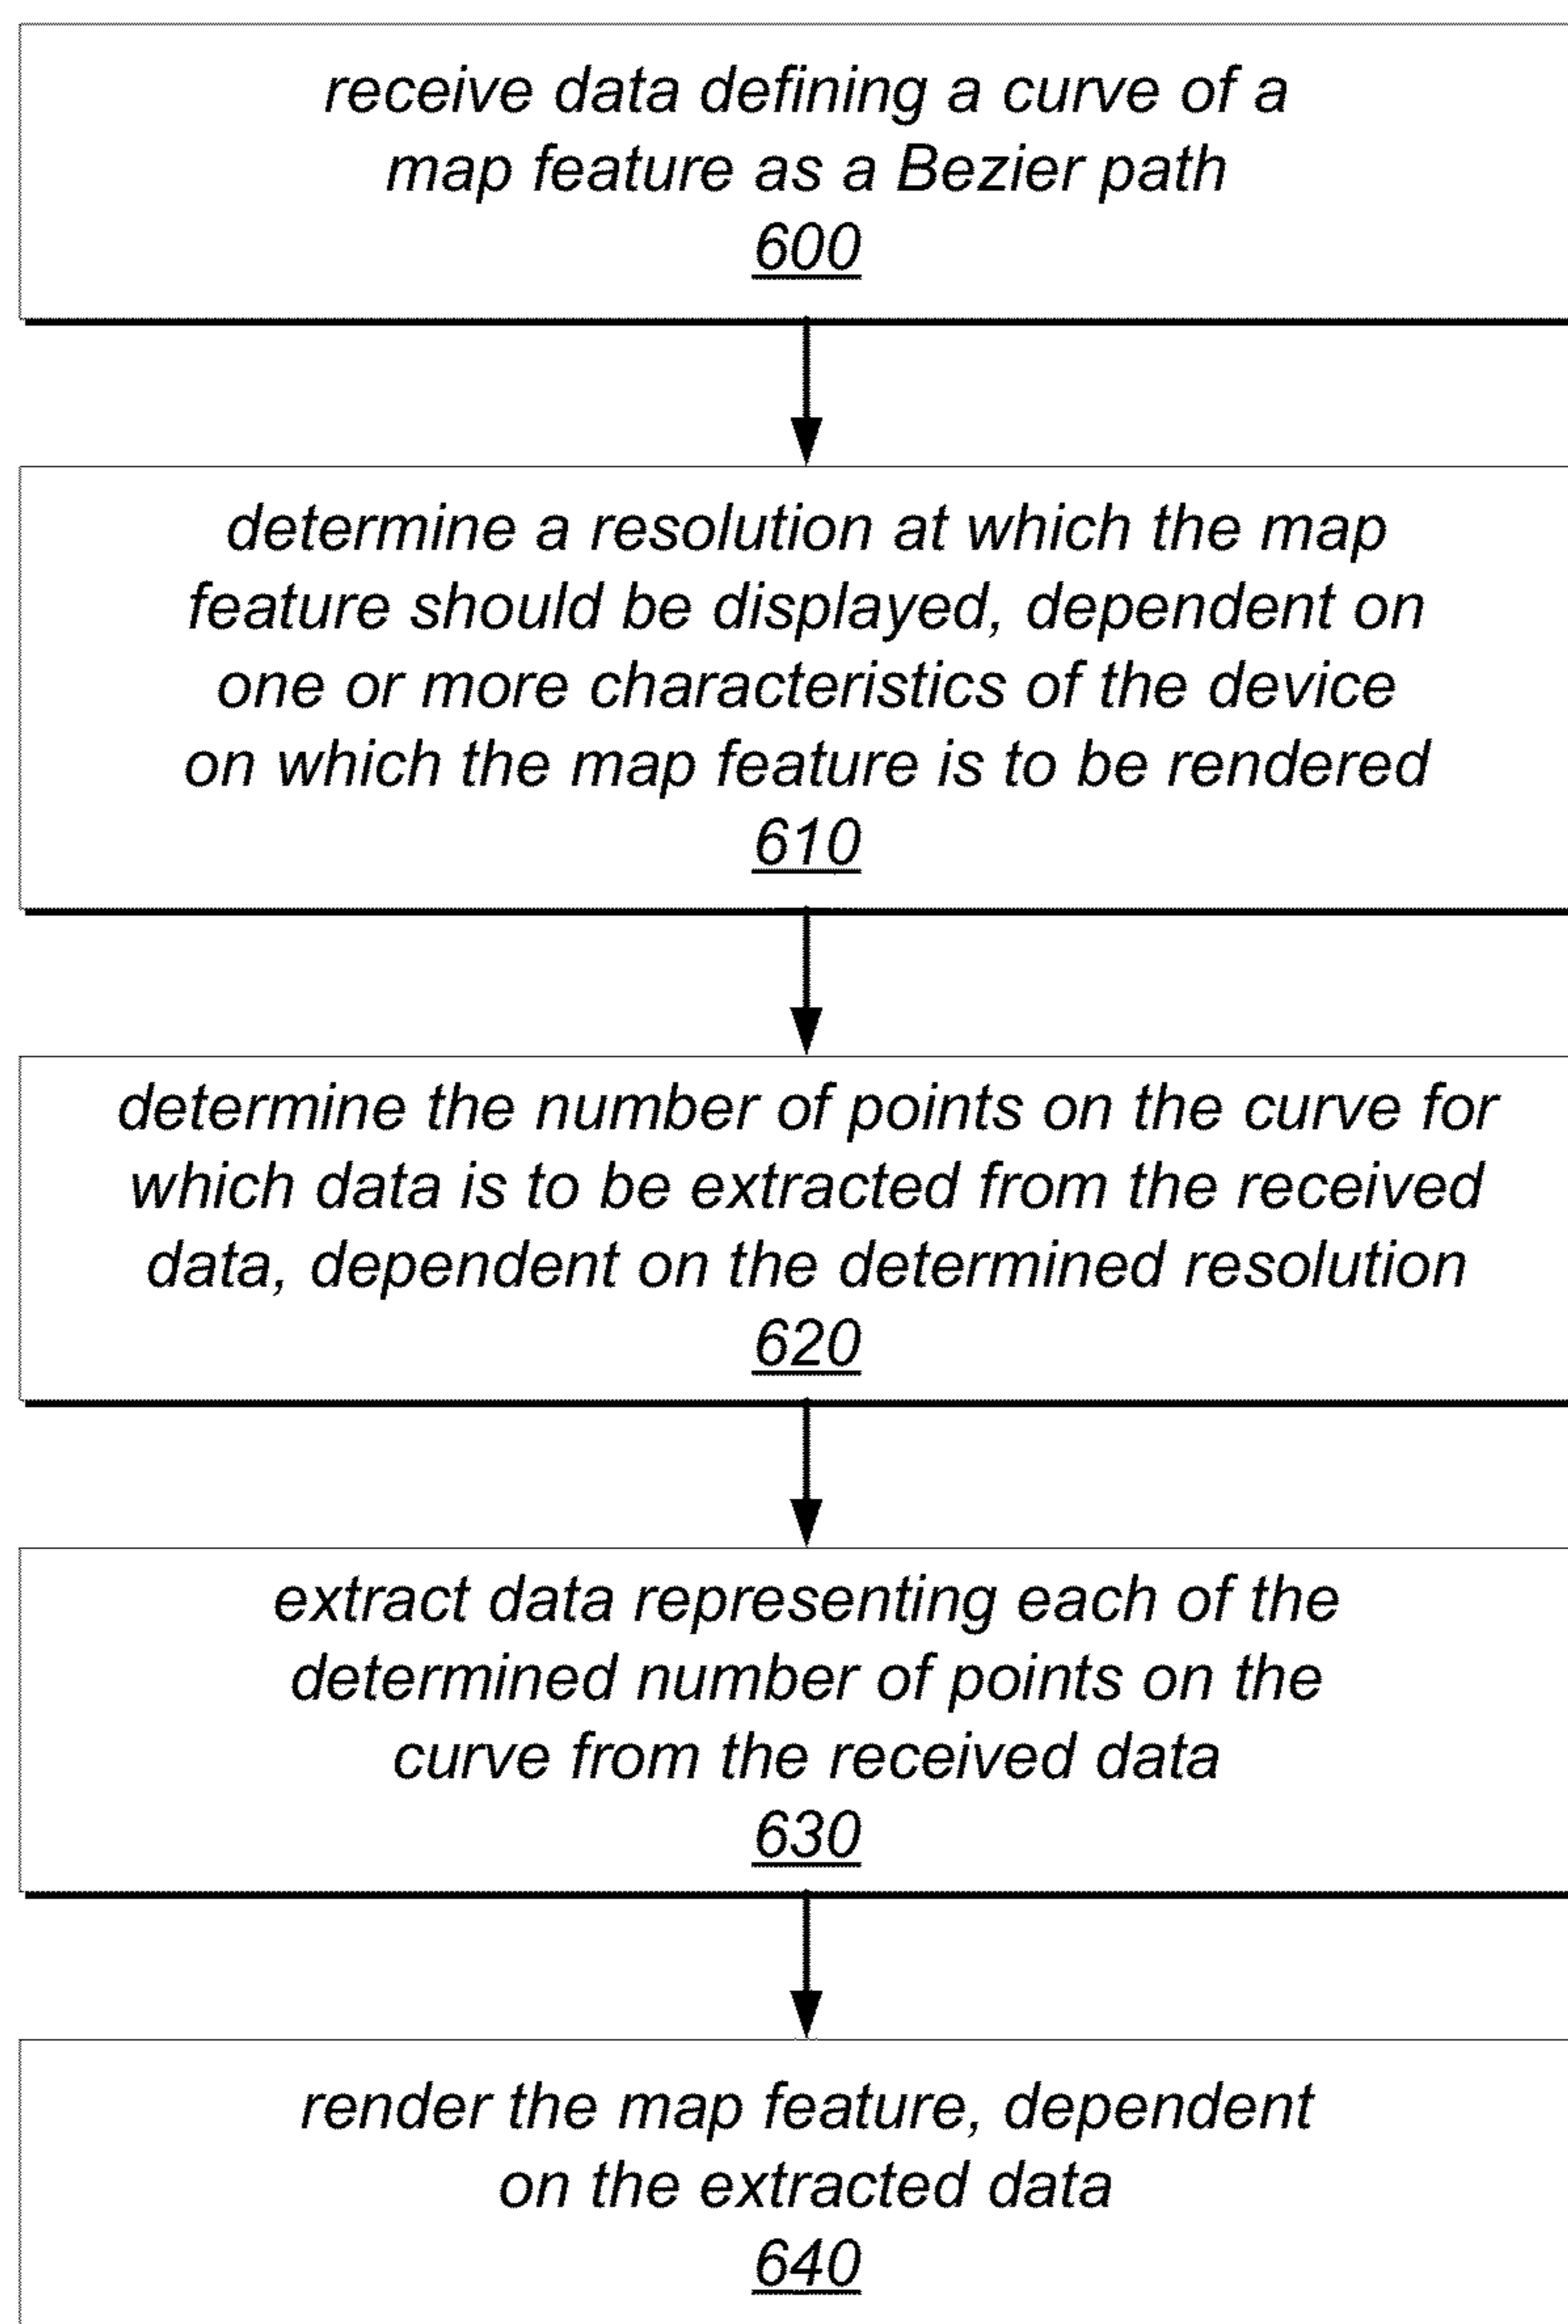 receive data defining a curve of a
map feature as a Bezier path
600
determine a resolution at which the map
feature should be displayed, dependent on
one or more characteristics of the device
on which the map feature is to be rendered
610
determine the number of points on the curve for
which data is to be extracted from the received
data, dependent on the determined resolution
620
extract data representing each of the
determined number of points on the
curve from the received data
630
render the map feature, dependent
on the extracted data
640